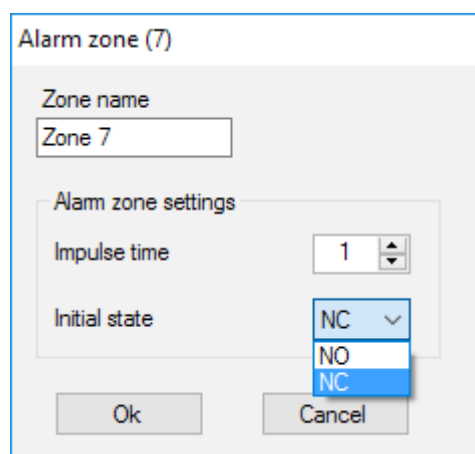 Alarm zone (7)
Zone name
Zone 7
Alarm zone settings
Impulse time 1
Initial state NC
NO
NC
Ok Cancel